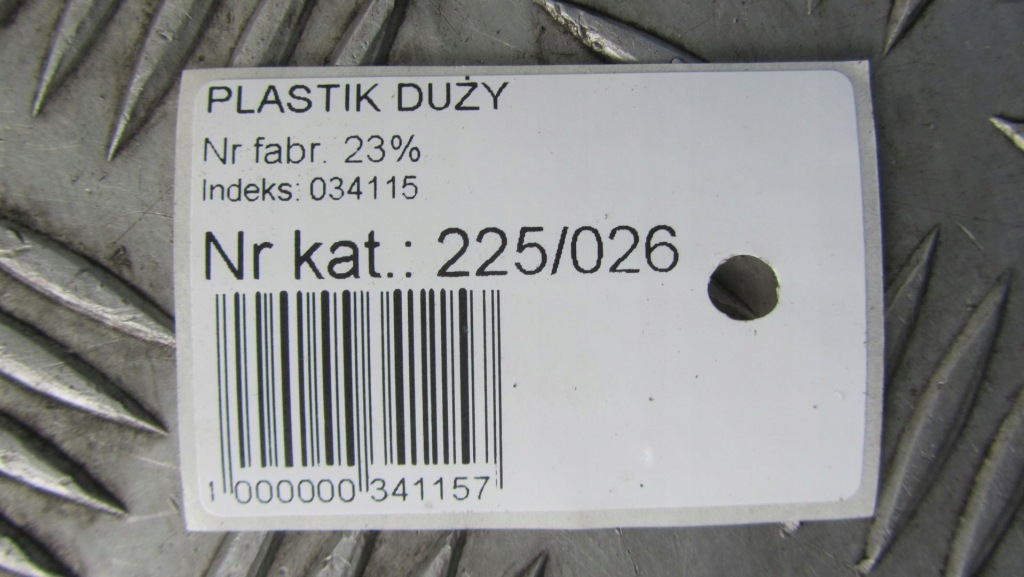 PLASTIK DUŻY
Nr fabr. 23%
Indeks: 034115
Nr kat.: 225/026
1 000000 341157